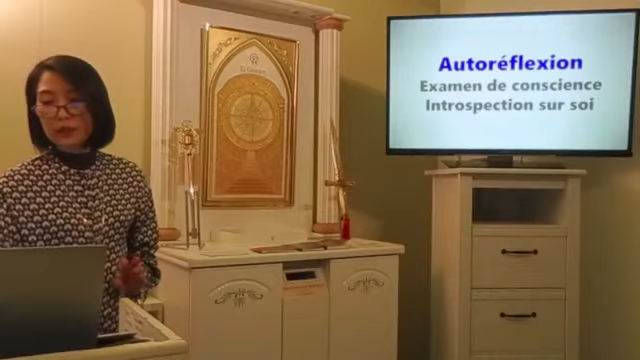 Autoréflexion
Examen de conscience
Introspection sur soi